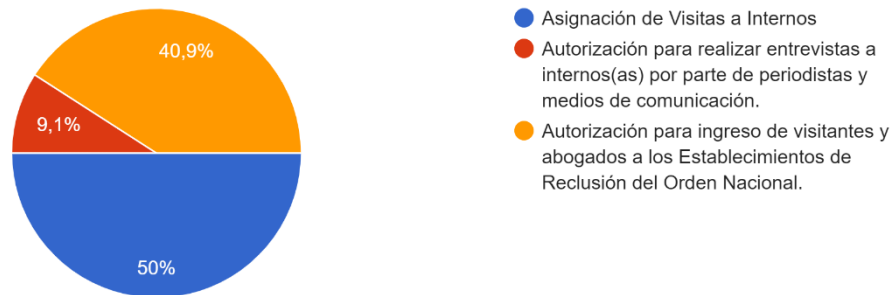 40,9%
9,1%
50%
Asignación de Visitas a Internos
Autorización para realizar entrevistas a
internos(as) por parte de periodistas y
medios de comunicación.
Autorización para ingreso de visitantes y
abogados a los Establecimientos de
Reclusión del Orden Nacional.